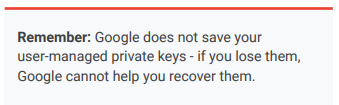 Remember: Google does not save your
user-managed private keys - if you lose them,
Google cannot help you recover them.